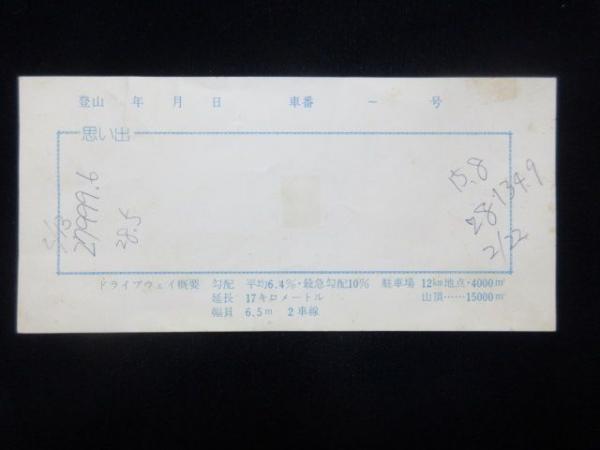 登山 年 月 日 車番 － 号
思い出
5/13
27999.6
28.5
15.8
28134.9
2/22
ドライブウェイ概要 勾配 平均6.4％・最急勾配10％ 駐車場 12km地点・4000㎡
延長 17キロメートル 山頂……15000㎡
幅員 6.5m 2車線